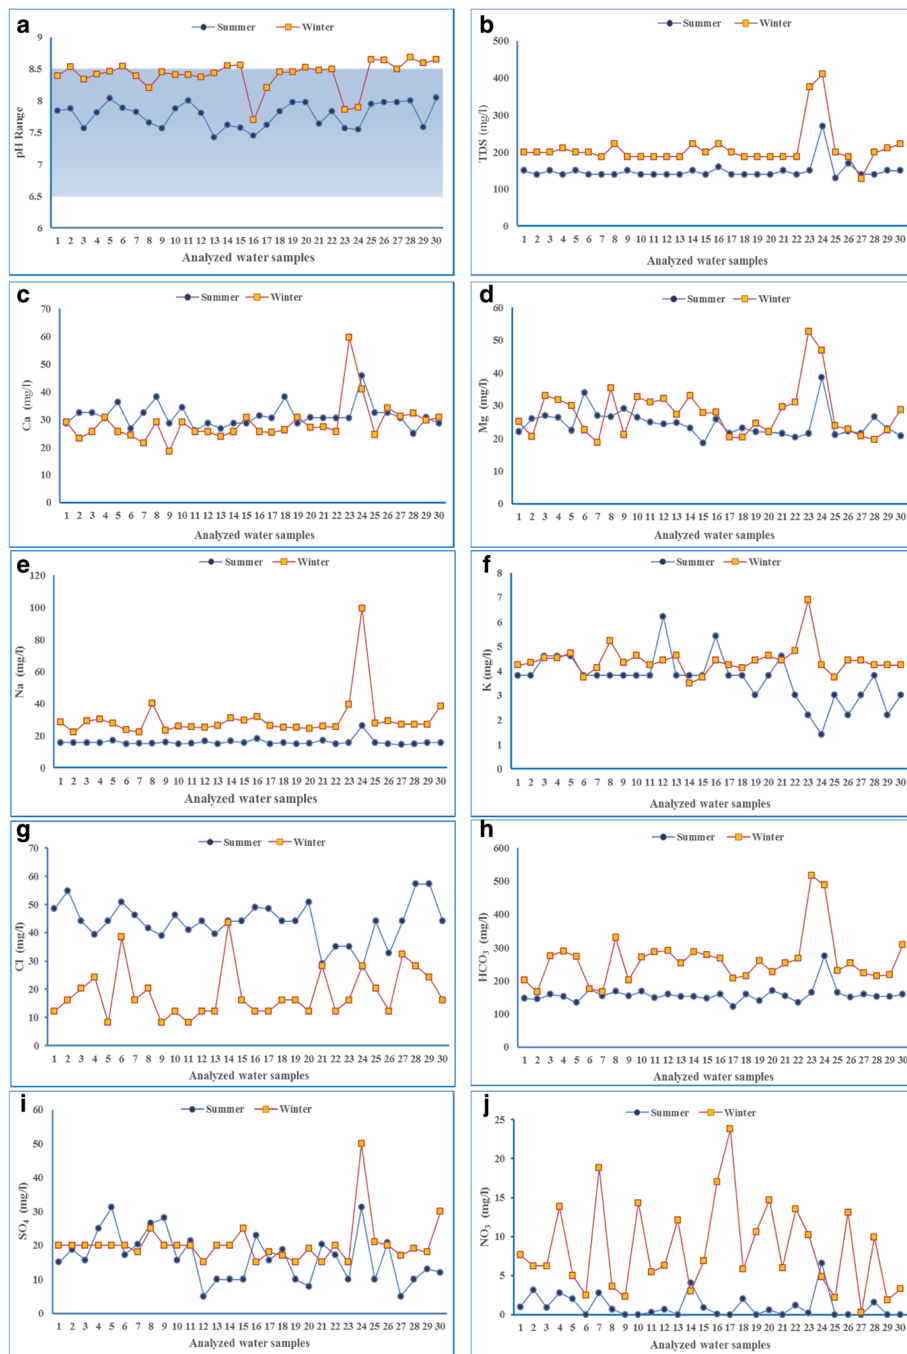 a
Summer Winter
9
8.5
8
7.5
7
6.5
6
pH Range
1 2 3 4 5 6 7 8 9 10 11 12 13 14 15 16 17 18 19 20 21 22 23 24 25 26 27 28 29 30
Analyzed water samples
b
Summer Winter
500
400
300
200
100
0
TDS (mg/l)
1 2 3 4 5 6 7 8 9 10 11 12 13 14 15 16 17 18 19 20 21 22 23 24 25 26 27 28 29 30
Analyzed water samples
c
Summer Winter
70
60
50
40
30
20
10
0
Ca (mg/l)
1 2 3 4 5 6 7 8 9 10 11 12 13 14 15 16 17 18 19 20 21 22 23 24 25 26 27 28 29 30
Analyzed water samples
d
Summer Winter
60
50
40
30
20
10
0
Mg (mg/l)
1 2 3 4 5 6 7 8 9 10 11 12 13 14 15 16 17 18 19 20 21 22 23 24 25 26 27 28 29 30
Analyzed water samples
e
Summer Winter
120
100
80
60
40
20
0
Na (mg/l)
1 2 3 4 5 6 7 8 9 10 11 12 13 14 15 16 17 18 19 20 21 22 23 24 25 26 27 28 29 30
Analyzed water samples
f
Summer Winter
8
7
6
5
4
3
2
1
0
K (mg/l)
1 2 3 4 5 6 7 8 9 10 11 12 13 14 15 16 17 18 19 20 21 22 23 24 25 26 27 28 29 30
Analyzed water samples
g
Summer Winter
70
60
50
40
30
20
10
0
Cl (mg/l)
1 2 3 4 5 6 7 8 9 10 11 12 13 14 15 16 17 18 19 20 21 22 23 24 25 26 27 28 29 30
Analyzed water samples
h
Summer Winter
600
500
400
300
200
100
0
HCO3 (mg/l)
1 2 3 4 5 6 7 8 9 10 11 12 13 14 15 16 17 18 19 20 21 22 23 24 25 26 27 28 29 30
Analyzed water samples
i
Summer Winter
60
50
40
30
20
10
0
SO4 (mg/l)
1 2 3 4 5 6 7 8 9 10 11 12 13 14 15 16 17 18 19 20 21 22 23 24 25 26 27 28 29 30
Analyzed water samples
j
Summer Winter
25
20
15
10
5
0
NO3 (mg/l)
1 2 3 4 5 6 7 8 9 10 11 12 13 14 15 16 17 18 19 20 21 22 23 24 25 26 27 28 29 30
Analyzed water samples